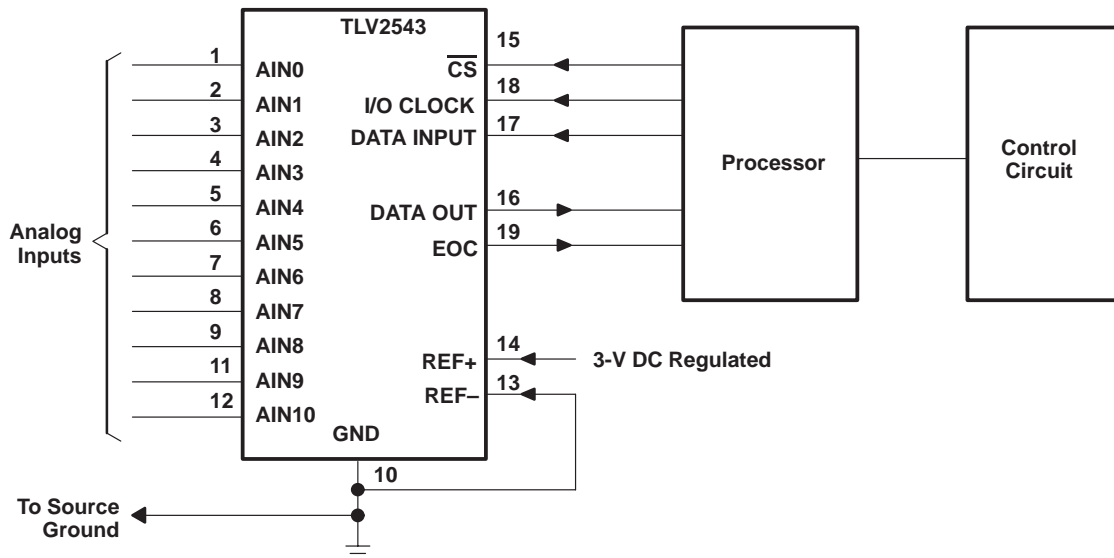 TLV2543
Analog
Inputs
1
AIN0
2
AIN1
3
AIN2
4
AIN3
5
AIN4
6
AIN5
7
AIN6
8
AIN7
9
AIN8
11
AIN9
12
AIN10
15
C̅S̅
18
I/O CLOCK
17
DATA INPUT
16
DATA OUT
19
EOC
14
REF+
3-V DC Regulated
13
REF–
GND
10
To Source
Ground
Processor
Control
Circuit